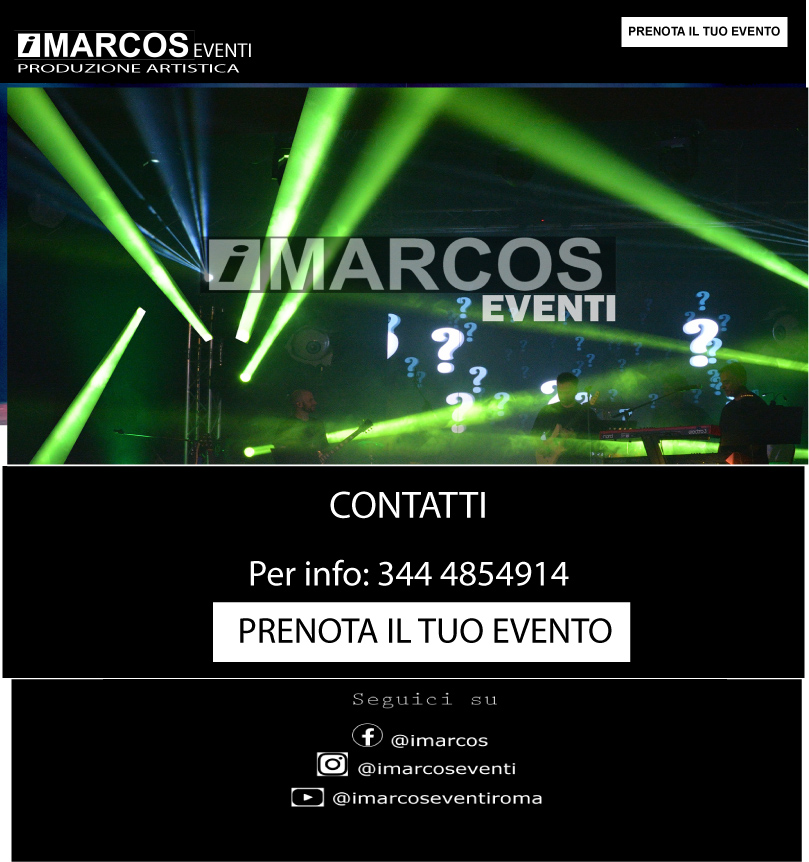 iMARCOS EVENTI
PRODUZIONE ARTISTICA
PRENOTA IL TUO EVENTO
iMARCOS
EVENTI
? ? ? ? ? ? ? ? ? ?
CONTATTI
Per info: 344 4854914
PRENOTA IL TUO EVENTO
Seguici su
@imarcos
@imarcoseventi
@imarcoseventiroma